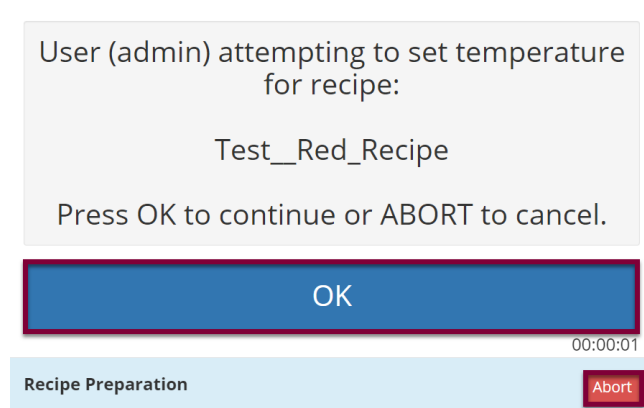 User (admin) attempting to set temperature
for recipe:
Test__Red_Recipe
Press OK to continue or ABORT to cancel.
OK
00:00:01
Recipe Preparation
Abort